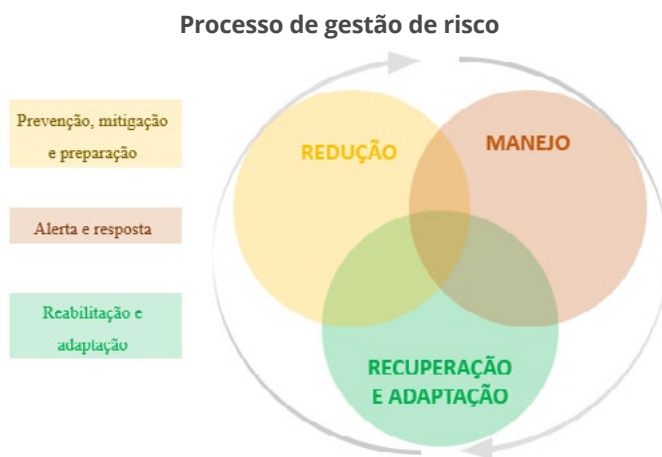 Processo de gestão de risco
Prevenção, mitigação
e preparação
Alerta e resposta
Reabilitação e
adaptação
REDUÇÃO
MANEJO
RECUPERAÇÃO
E ADAPTAÇÃO